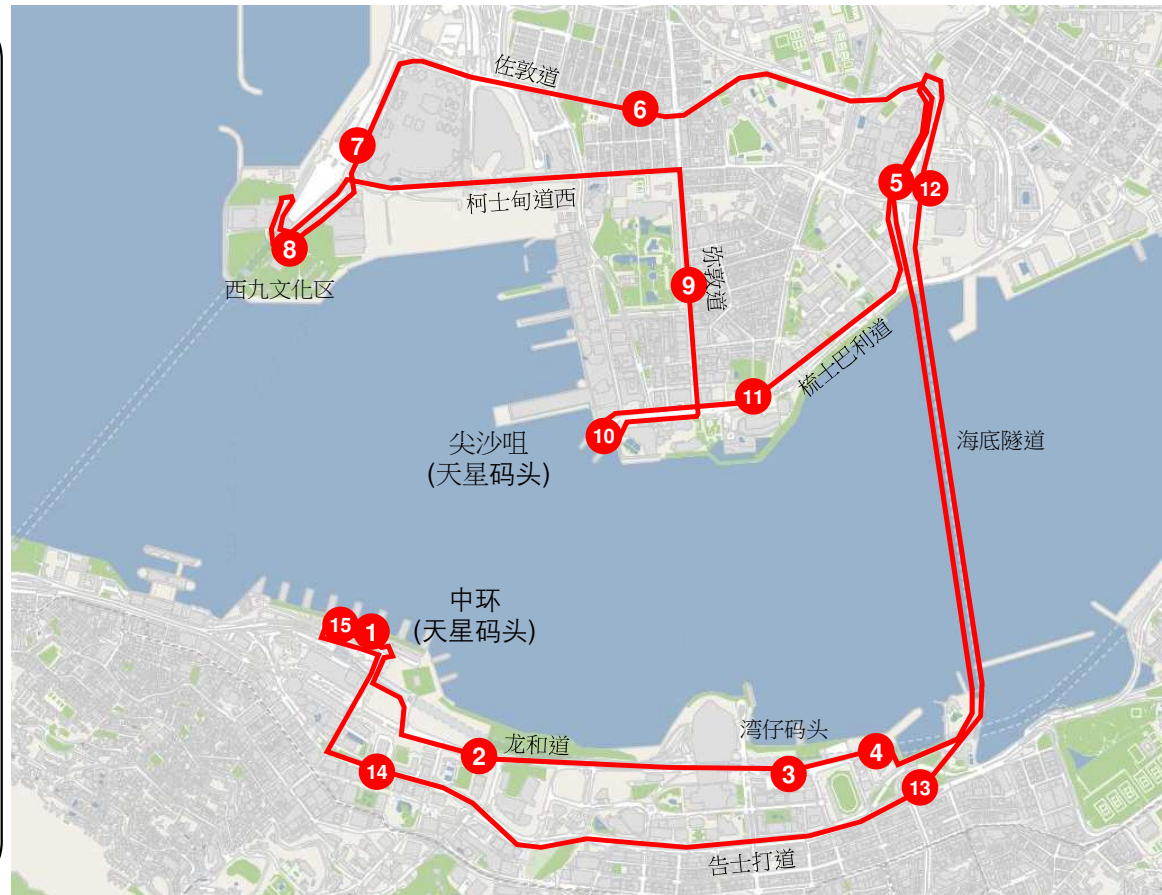 佐敦道
6
7
5
12
柯士甸道西
8
西九文化区
弥敦道
9
梳士巴利道
11
10
尖沙咀
(天星码头)
海底隧道
中环
(天星码头)
15
1
湾仔码头
龙和道
2
3
4
14
13
告士打道